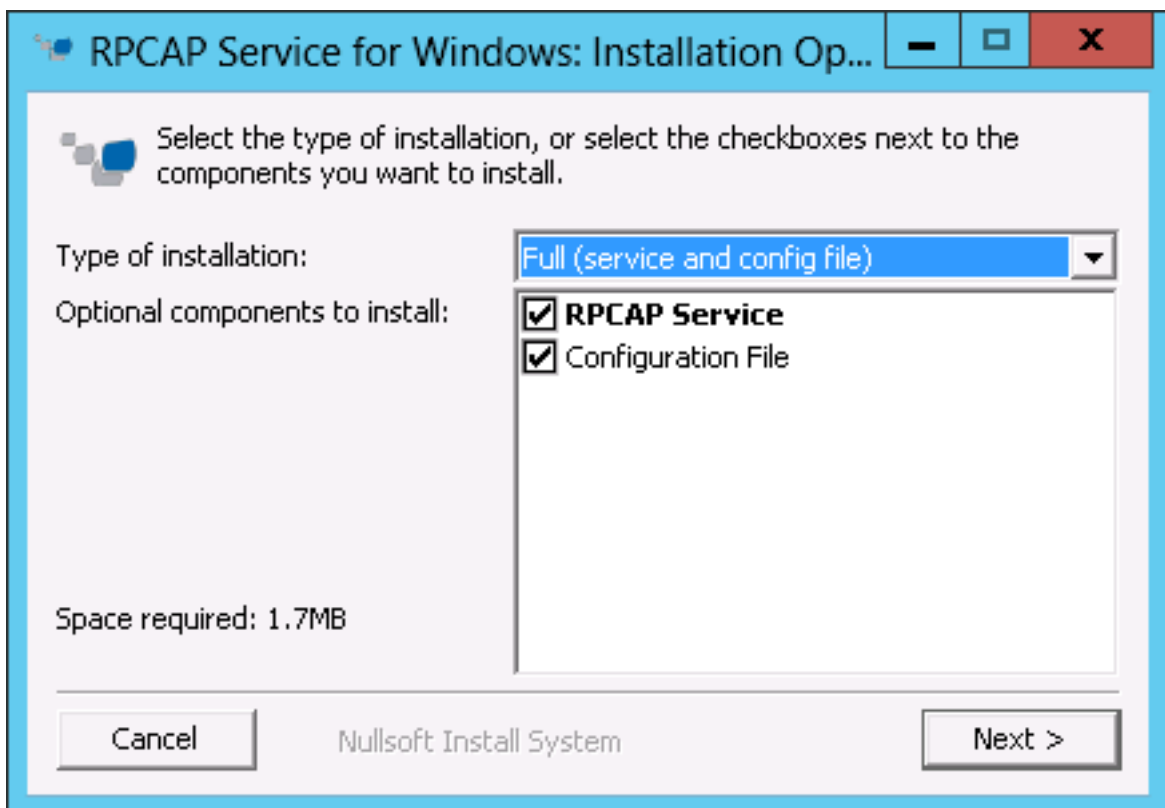 RPCAP Service for Windows: Installation Op...
Select the type of installation, or select the checkboxes next to the
components you want to install.
Type of installation:
Full (service and config file)
Optional components to install:
RPCAP Service
Configuration File
Space required: 1.7MB
Cancel
Nullsoft Install System
Next >